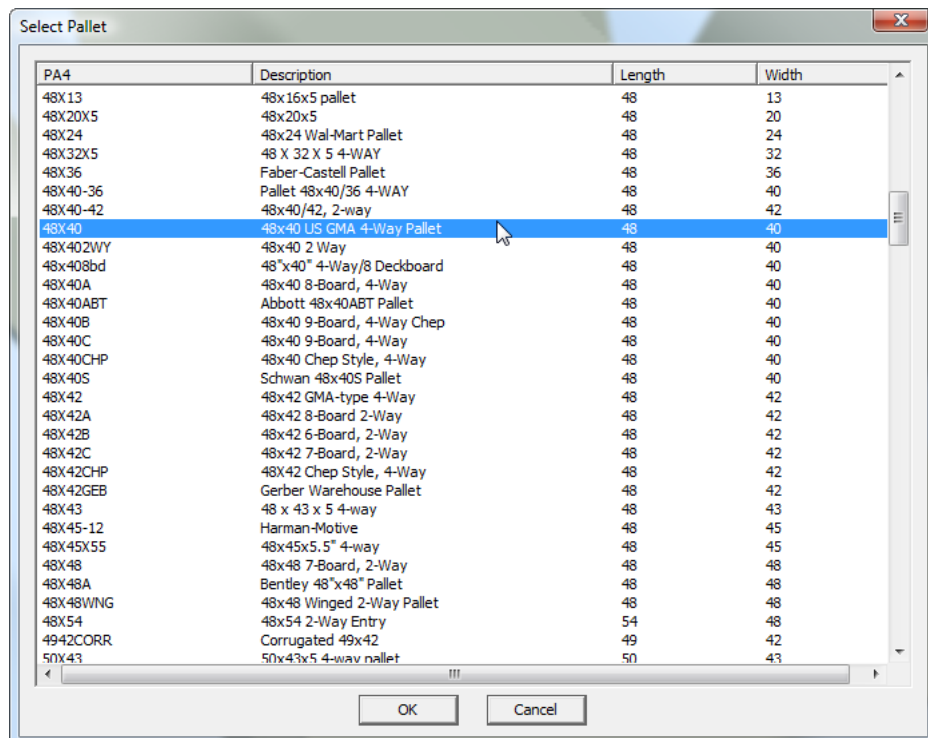 Select Pallet
PA4 Description Length Width
48X13 48x16x5 pallet 48 13
48X20X5 48x20x5 48 20
48X24 48x24 Wal-Mart Pallet 48 24
48X32X5 48 X 32 X 5 4-WAY 48 32
48X36 Faber-Castell Pallet 48 36
48X40-36 Pallet 48x40/36 4-WAY 48 40
48X40-42 48x40/42, 2-way 48 42
48X40 48x40 US GMA 4-Way Pallet 48 40
48X402WY 48x40 2 Way 48 40
48x408bd 48"x40" 4-Way/8 Deckboard 48 40
48X40A 48x40 8-Board, 4-Way 48 40
48X40ABT Abbott 48x40ABT Pallet 48 40
48X40B 48x40 9-Board, 4-Way Chep 48 40
48X40C 48x40 9-Board, 4-Way 48 40
48X40CHP 48x40 Chep Style, 4-Way 48 40
48X40S Schwan 48x40S Pallet 48 40
48X42 48x42 GMA-type 4-Way 48 42
48X42A 48x42 8-Board 2-Way 48 42
48X42B 48x42 6-Board, 2-Way 48 42
48X42C 48x42 7-Board, 2-Way 48 42
48X42CHP 48X42 Chep Style, 4-Way 48 42
48X42GEB Gerber Warehouse Pallet 48 42
48X43 48 x 43 x 5 4-way 48 43
48X45-12 Harman-Motive 48 45
48X45X55 48x45x5.5" 4-way 48 45
48X48 48x48 7-Board, 2-Way 48 48
48X48A Bentley 48"x48" Pallet 48 48
48X48WNG 48x48 Winged 2-Way Pallet 48 48
48X54 48x54 2-Way Entry 54 48
4942CORR Corrugated 49x42 49 42
50X43 50x43x5 4-way pallet 50 43
OK Cancel